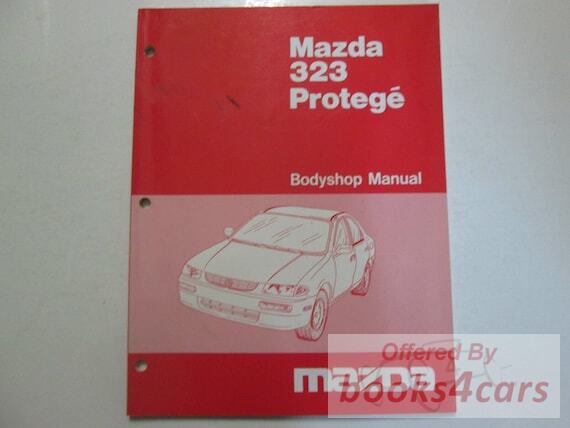 Mazda
323
Protegé
Bodyshop Manual
mazda
Offered By
books4cars